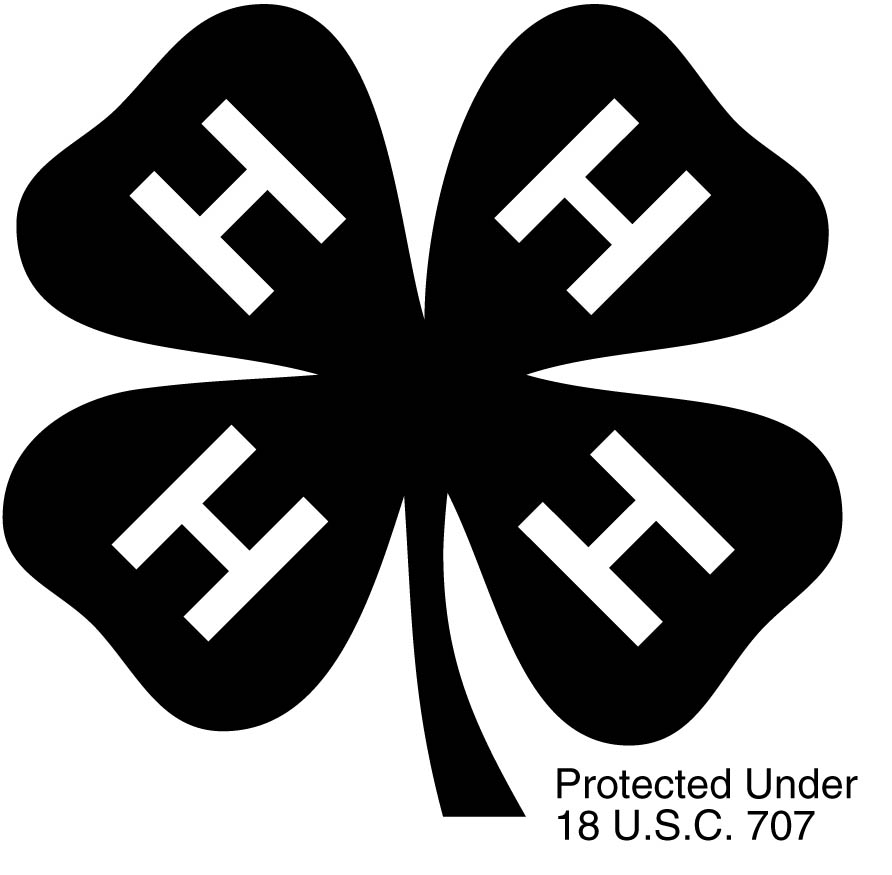 H H
H H
Protected Under
18 U.S.C. 707